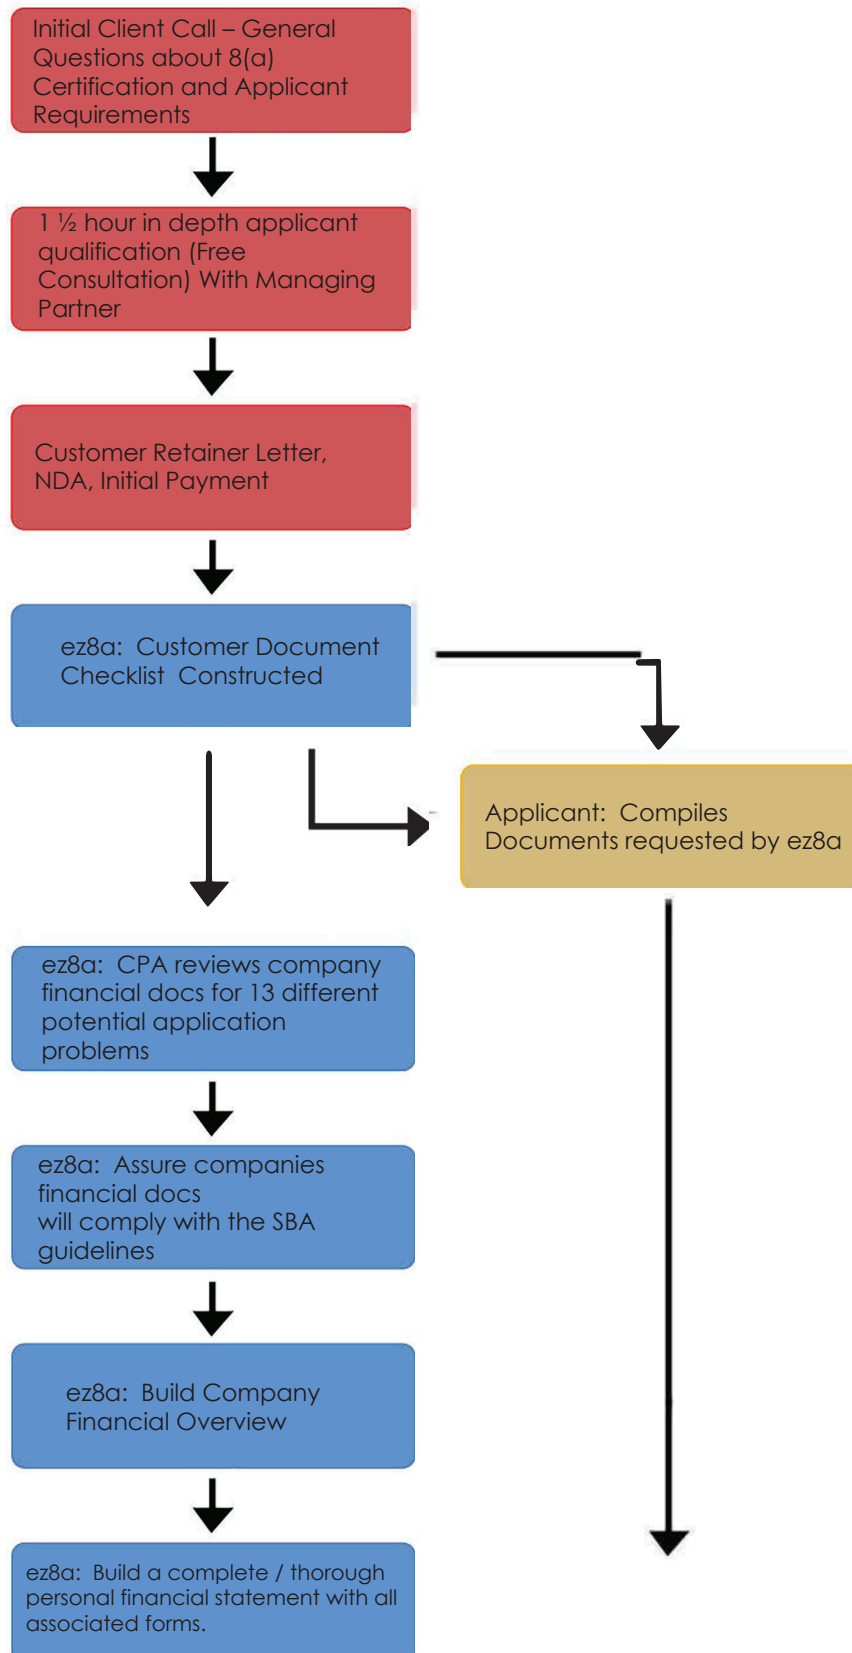 Initial Client Call – General
Questions about 8(a)
Certification and Applicant
Requirements
1 ½ hour in depth applicant
qualification (Free
Consultation) With Managing
Partner
Customer Retainer Letter,
NDA, Initial Payment
ez8a:  Customer Document
Checklist  Constructed
Applicant:  Compiles
Documents requested by ez8a
ez8a:  CPA reviews company
financial docs for 13 different
potential application
problems
ez8a:  Assure companies
financial docs
will comply with the SBA
guidelines
ez8a:  Build Company
Financial Overview
ez8a:  Build a complete / thorough
personal financial statement with all
associated forms.